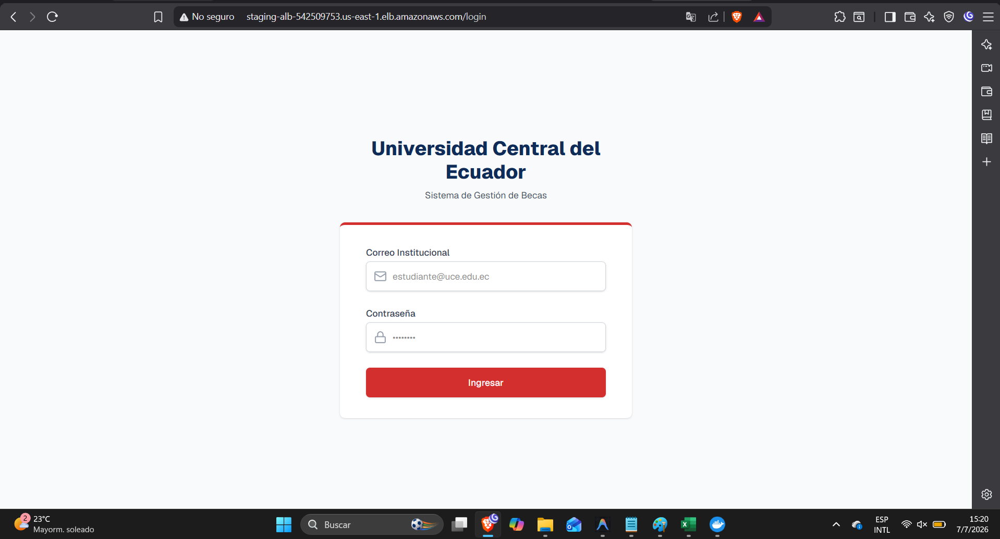 No seguro
staging-alb-542509753.us-east-1.elb.amazonaws.com/login
Universidad Central del
Ecuador
Sistema de Gestión de Becas
Correo Institucional
estudiante@uce.edu.ec
Contraseña
••••••••
Ingresar
2
23°C
Mayorm. soleado
Buscar
ESP
INTL
15:20
7/7/2026